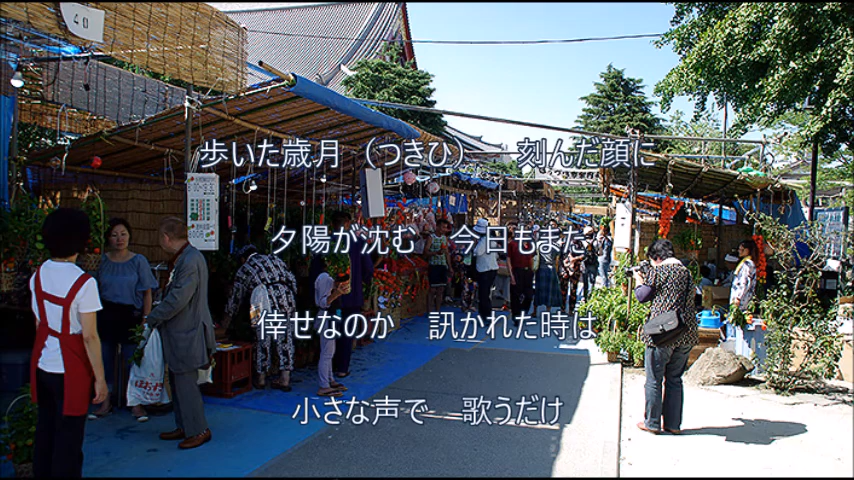 40
歩いた歳月　（つきひ）　刻んだ顔に
夕陽が沈む　今日もまた
倖せなのか　訊かれた時は
小さな声で　歌うだけ